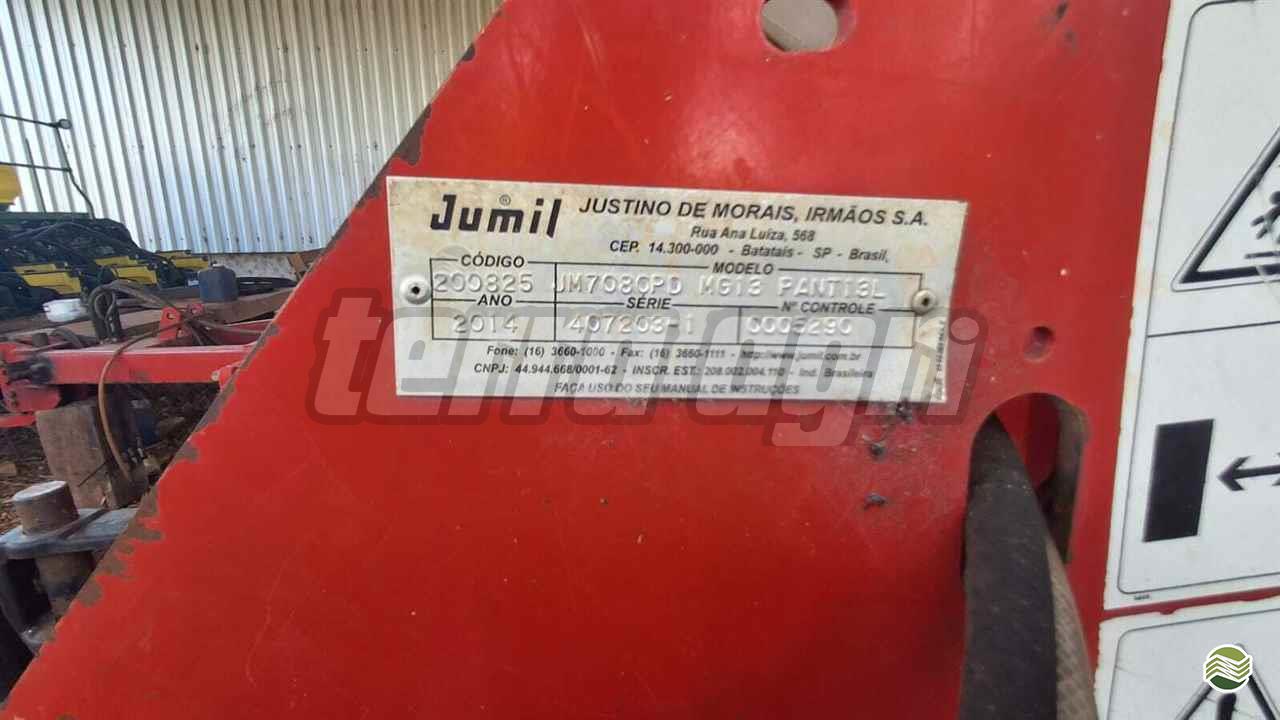 Jumil® JUSTINO DE MORAIS, IRMÃOS S.A.
Rua Ana Luiza, 568
CEP. 14.300-000 - Batatais - SP - Brasil,
CÓDIGO MODELO
200825 JM7080PD MG13 PANT13L
ANO SÉRIE Nº CONTROLE
2014 407203-1 0005290
Fone: (16) 3660-1000 - Fax: (16) 3660-1111 - http://www.jumil.com.br
CNPJ: 44.944.668/0001-62 - INSCR. EST.: 208.002.004.110 - Ind. Brasileira
FAÇA USO DO SEU MANUAL DE INSTRUÇÕES
terraagri